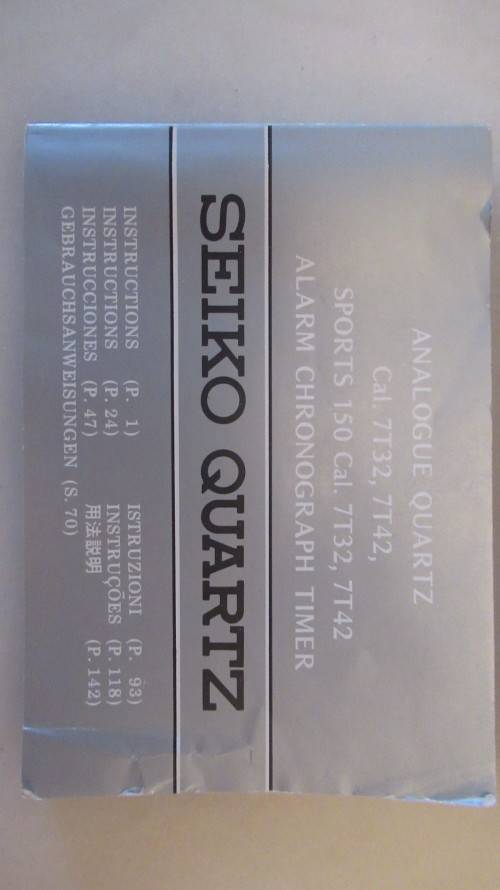 ANALOGUE QUARTZ
Cal. 7T32, 7T42,
SPORTS 150 Cal. 7T32, 7T42
ALARM CHRONOGRAPH TIMER
SEIKO QUARTZ
INSTRUCTIONS (P. 1)
INSTRUCTIONS (P. 24)
INSTRUCCIONES (P. 47)
GEBRAUCHSANWEISUNGEN (S. 70)
ISTRUZIONI (P. 93)
INSTRUÇÕES (P. 118)
用法説明 (P. 142)